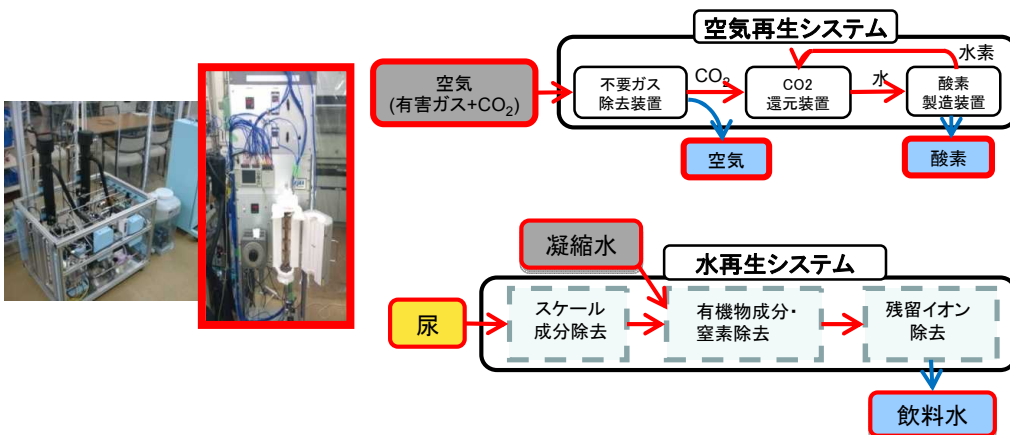 空気再生システム
空気
(有害ガス+CO₂)
不要ガス
除去装置
CO₂
CO2
還元装置
水
水素
酸素
製造装置
空気
酸素
凝縮水
水再生システム
尿
スケール
成分除去
有機物成分・
窒素除去
残留イオン
除去
飲料水